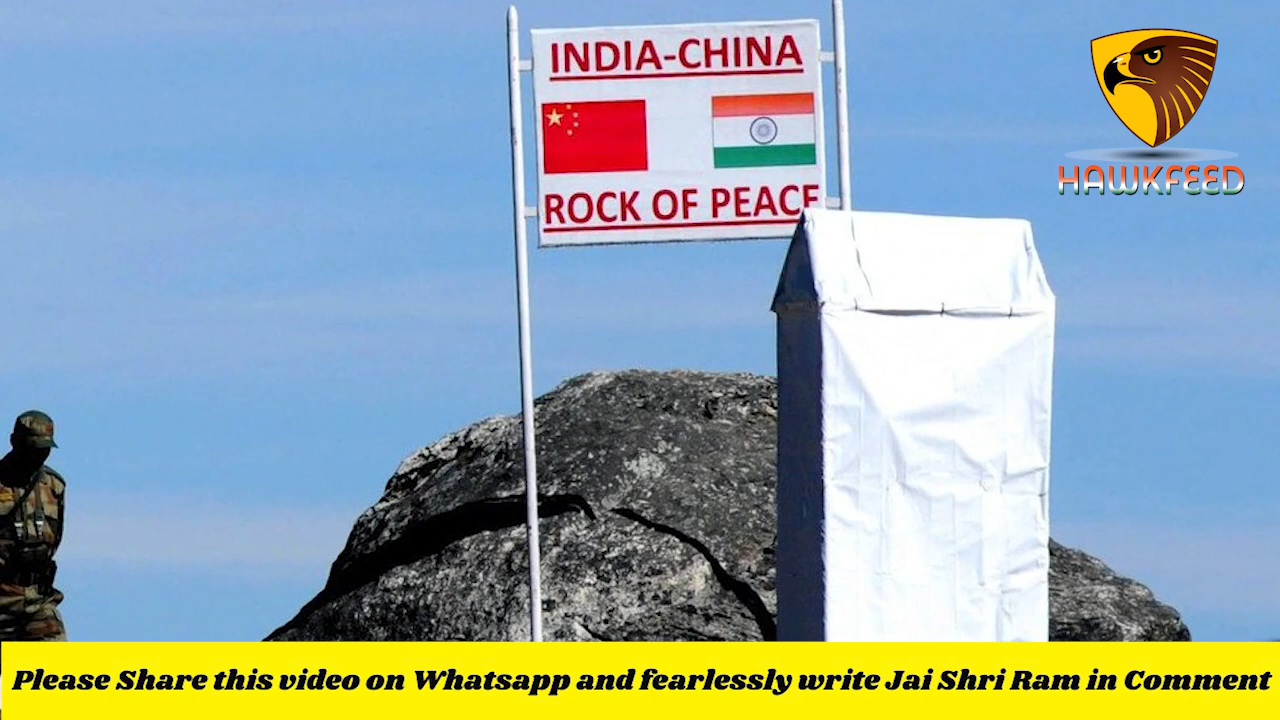 INDIA-CHINA
ROCK OF PEACE
HAWKFEED
Please Share this video on Whatsapp and fearlessly write Jai Shri Ram in Comment